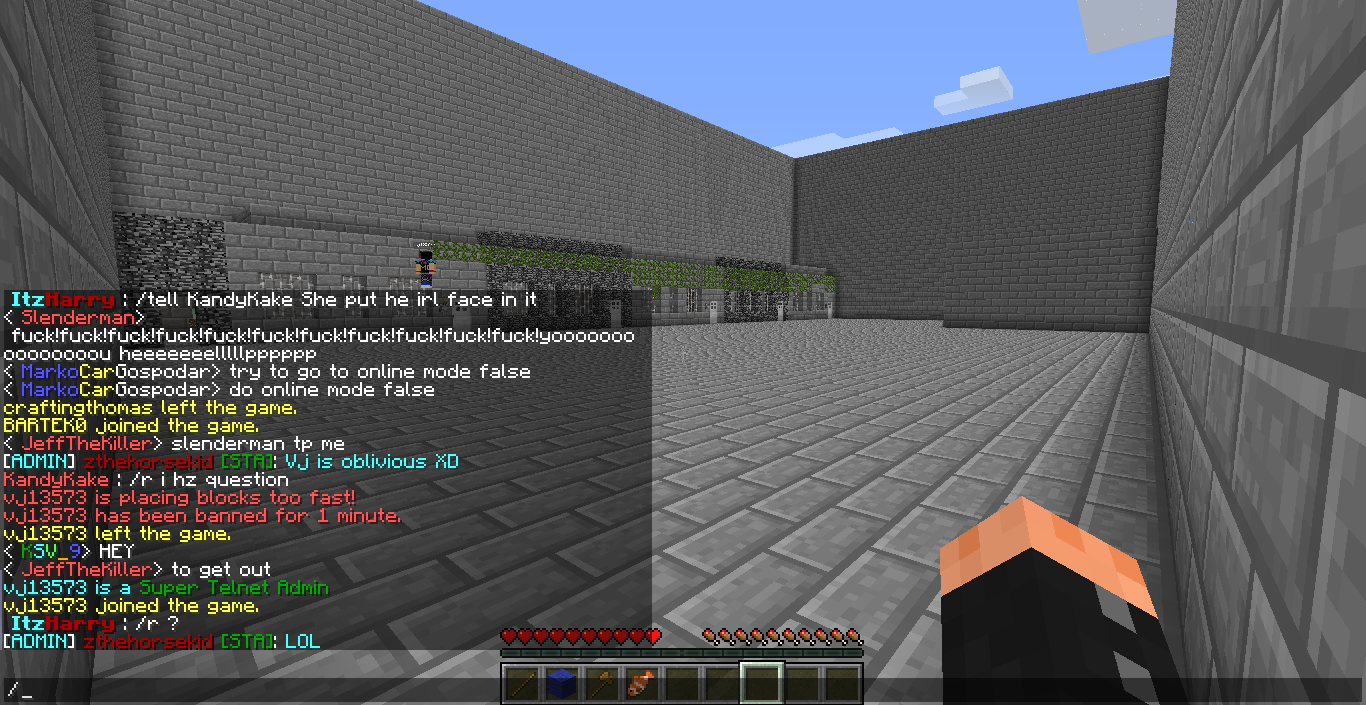 ItzHarry : /tell KandyKake She put he irl face in it
< Slenderman>
fuck!fuck!fuck!fuck!fuck!fuck!fuck!fuck!fuck!fuck!fuck!fuck!yooooooo
oooooooou heeeeeeelllllpppppp
< MarkoCarGospodar> try to go to online mode false
< MarkoCarGospodar> do online mode false
craftingthomas left the game.
BARTEK0 joined the game.
< JeffTheKiller> slenderman tp me
[ADMIN] zthehorsekid [STA]: Vj is oblivious XD
KandyKake : /r i hz question
vj13573 is placing blocks too fast!
vj13573 has been banned for 1 minute.
vj13573 left the game.
< KSV_9> HEY
< JeffTheKiller> to get out
vj13573 is a Super Telnet Admin
vj13573 joined the game.
ItzHarry : /r ?
[ADMIN] zthehorsekid [STA]: LOL
/_